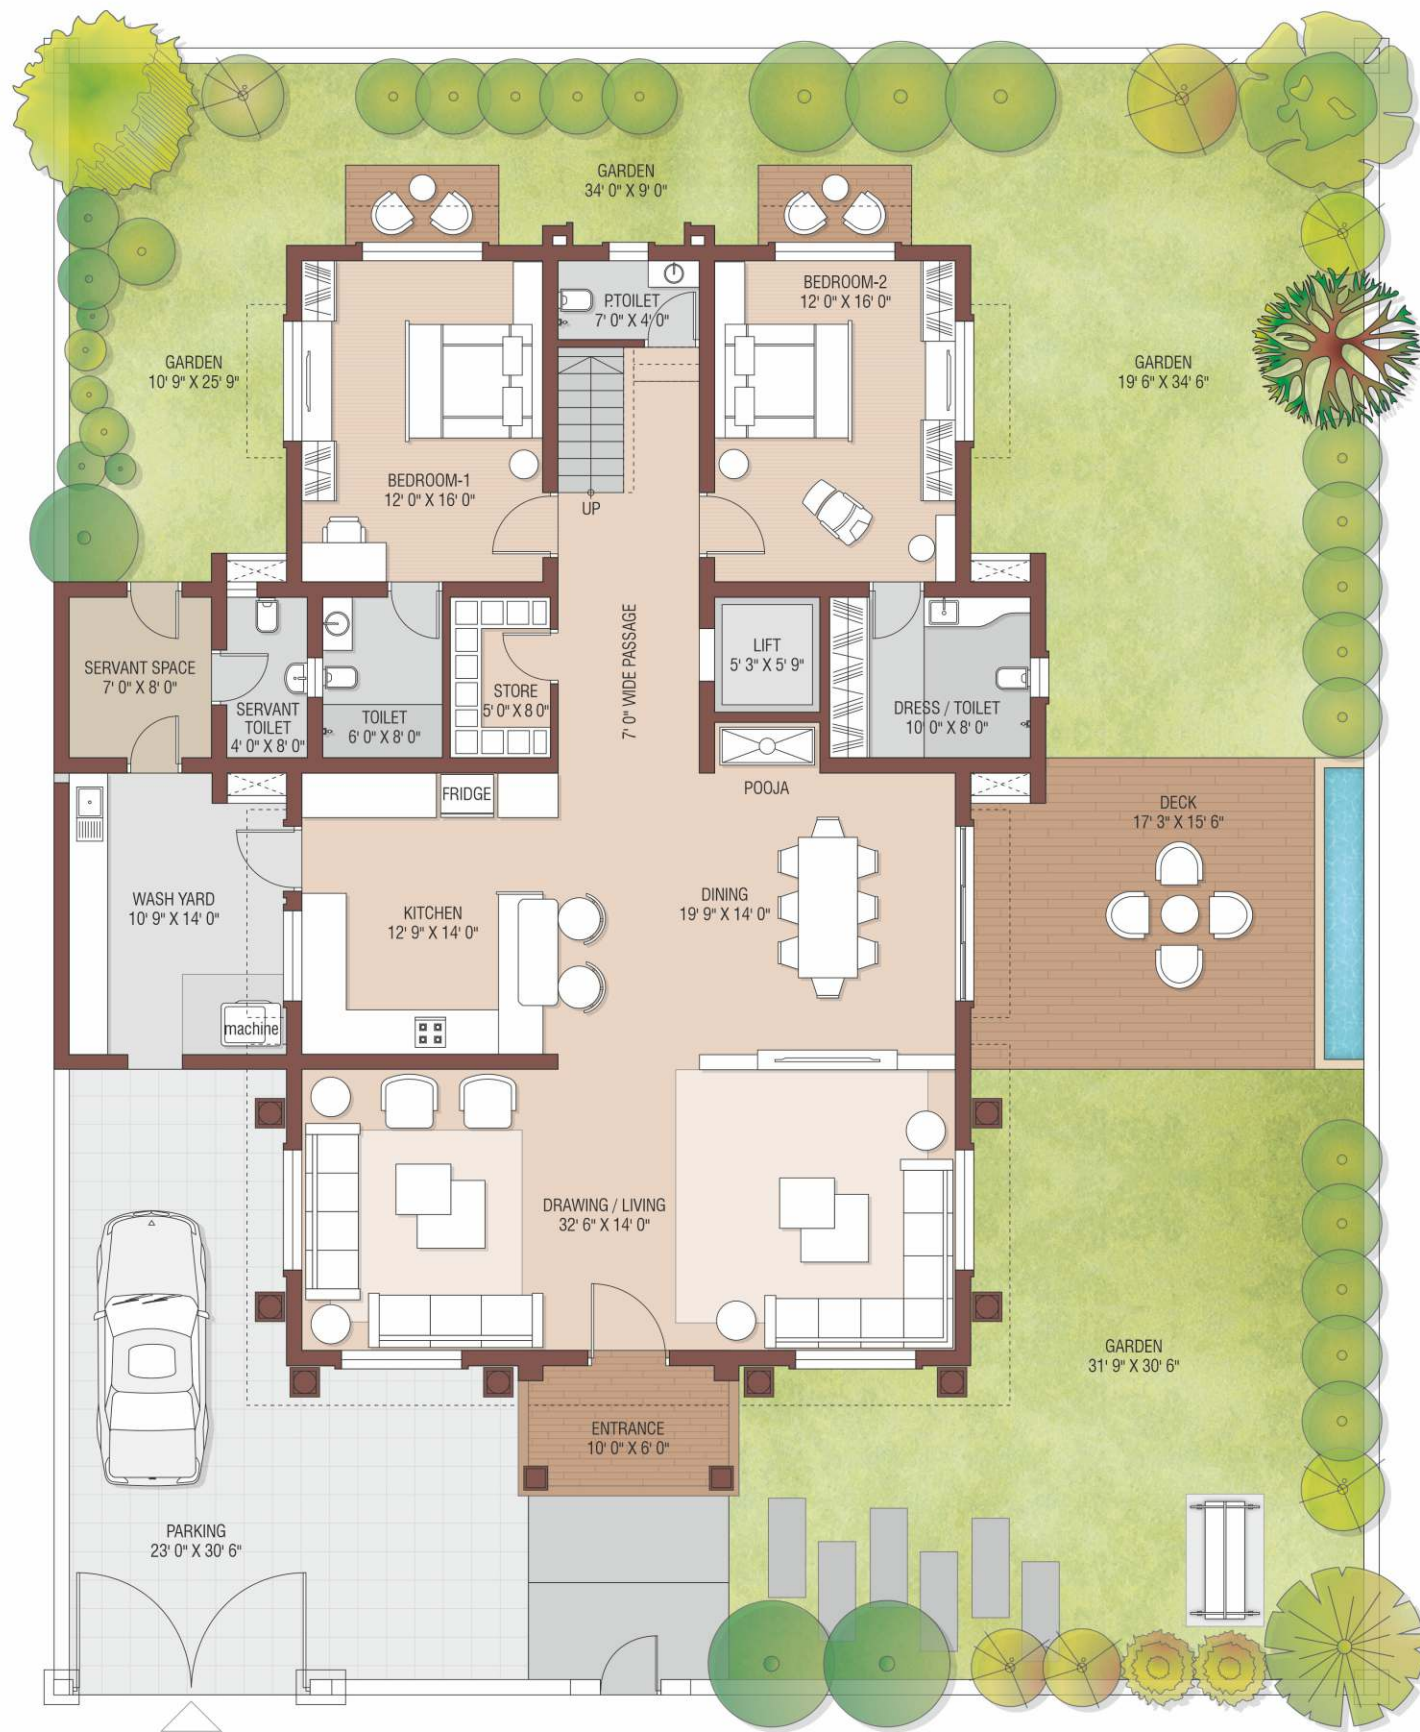 GARDEN
34' 0" X 9' 0"
P.TOILET
7' 0" X 4' 0"
BEDROOM-2
12' 0" X 16' 0"
GARDEN
10' 9" X 25' 9"
GARDEN
19' 6" X 34' 6"
BEDROOM-1
12' 0" X 16' 0"
UP
7' 0" WIDE PASSAGE
LIFT
5' 3" X 5' 9"
SERVANT SPACE
7' 0" X 8' 0"
SERVANT
TOILET
4' 0" X 8' 0"
TOILET
6' 0" X 8' 0"
STORE
5' 0" X 8 0"
DRESS / TOILET
10' 0" X 8' 0"
FRIDGE
POOJA
DECK
17' 3" X 15' 6"
WASH YARD
10' 9" X 14' 0"
KITCHEN
12' 9" X 14' 0"
DINING
19' 9" X 14' 0"
machine
DRAWING / LIVING
32' 6" X 14' 0"
GARDEN
31' 9" X 30' 6"
ENTRANCE
10' 0" X 6' 0"
PARKING
23' 0" X 30' 6"